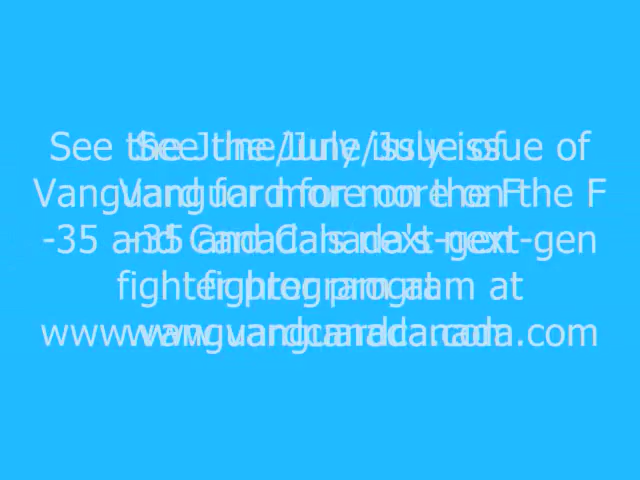 See the June/July issue of
Vanguard for more on the F
-35 and Canada's next-gen
fighter program at
www.vanguardcanada.com